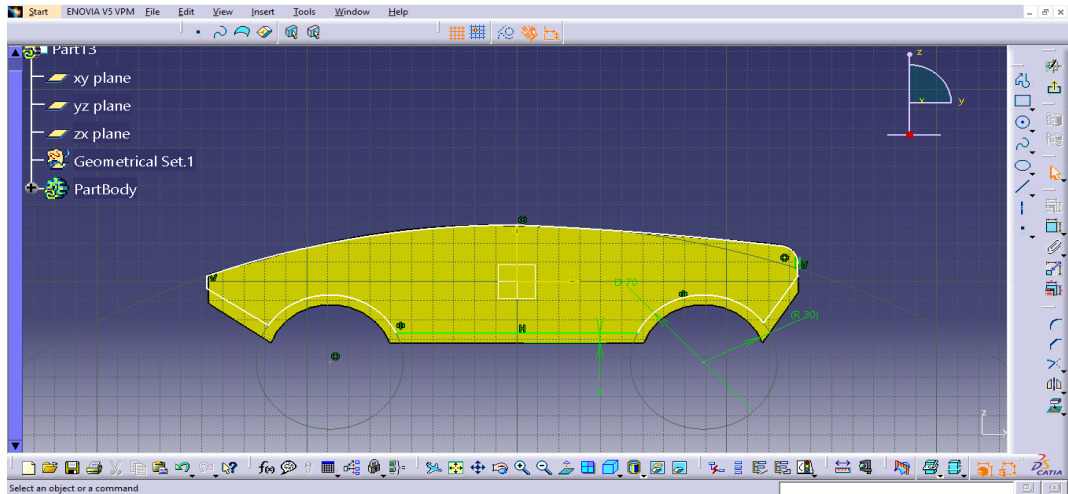 Start ENOVIA V5 VPM File Edit View Insert Tools Window Help
Part13
xy plane
yz plane
zx plane
Geometrical Set.1
PartBody
z
x y
H
V
V
D 70
(R 30)
H
z
f(x)
CATIA
Select an object or a command